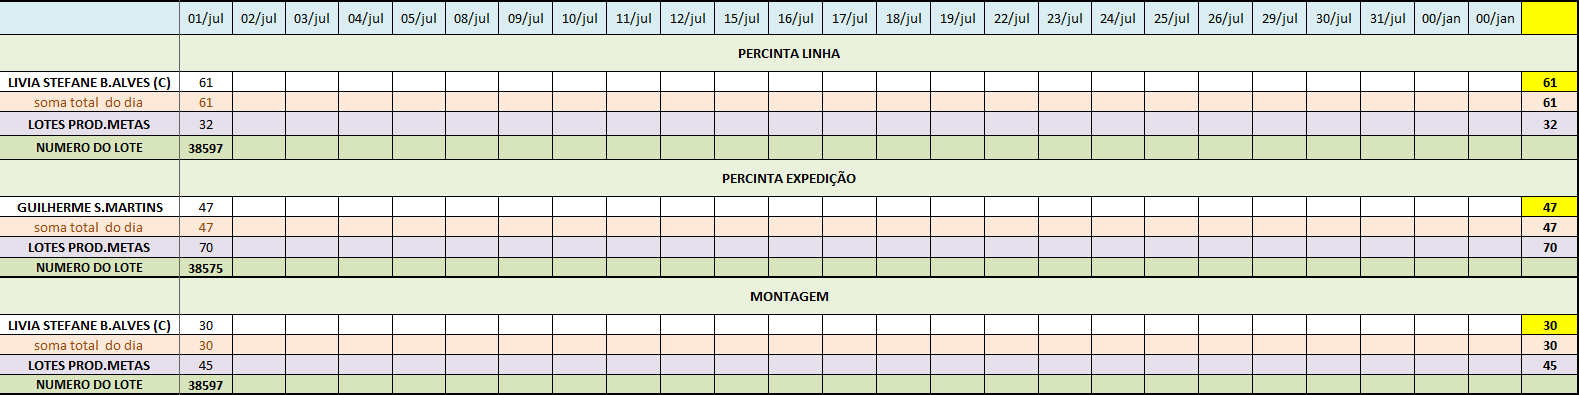 01/jul 02/jul 03/jul 04/jul 05/jul 08/jul 09/jul 10/jul 11/jul 12/jul 15/jul 16/jul 17/jul 18/jul 19/jul 22/jul 23/jul 24/jul 25/jul 26/jul 29/jul 30/jul 31/jul 00/jan 00/jan
PERCINTA LINHA
LIVIA STEFANE B.ALVES (C) 61 61
soma total do dia 61 61
LOTES PROD.METAS 32 32
NUMERO DO LOTE 38597
PERCINTA EXPEDIÇÃO
GUILHERME S.MARTINS 47 47
soma total do dia 47 47
LOTES PROD.METAS 70 70
NUMERO DO LOTE 38575
MONTAGEM
LIVIA STEFANE B.ALVES (C) 30 30
soma total do dia 30 30
LOTES PROD.METAS 45 45
NUMERO DO LOTE 38597